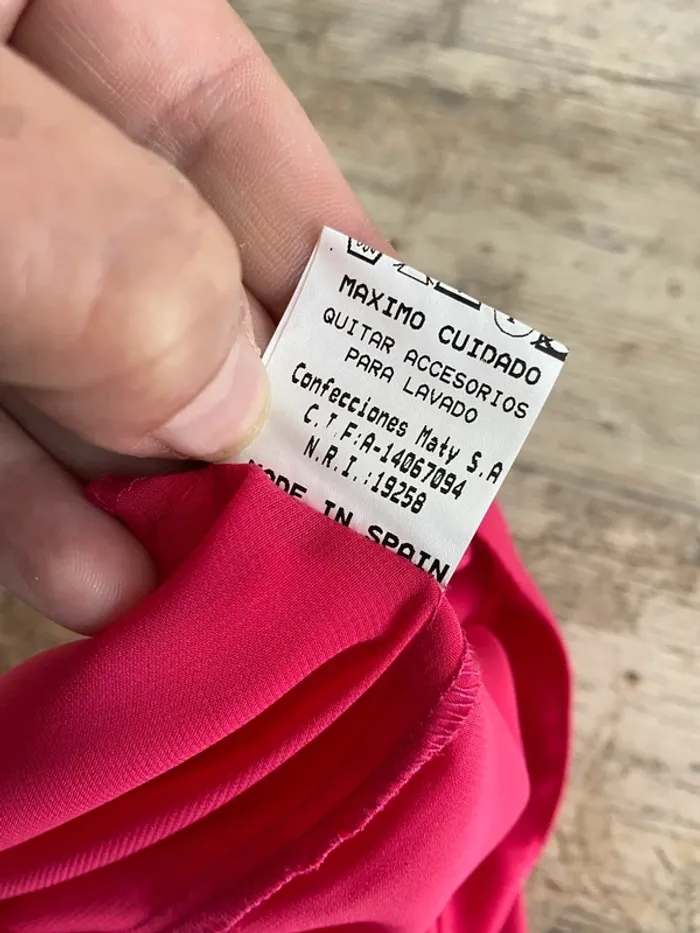 MAXIMO CUIDADO
QUITAR ACCESORIOS
PARA LAVADO
Confecciones Maty S.A
C.I.F:A-14067094
N.R.I.:19258
MADE IN SPAIN